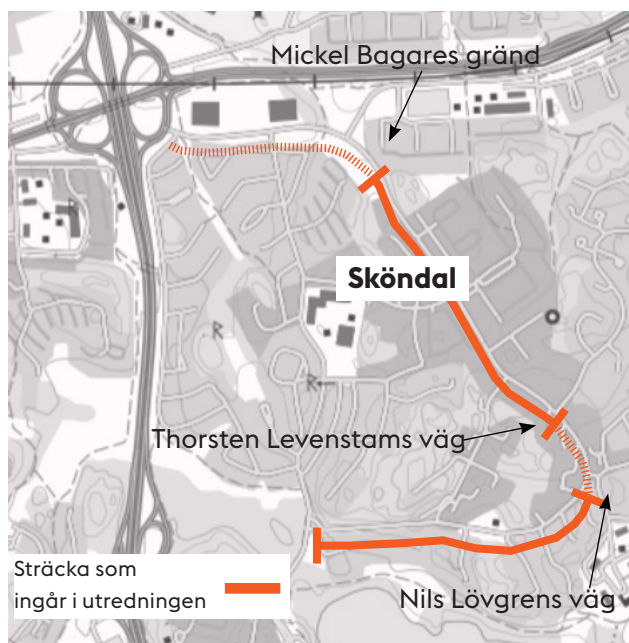 Mickel Bagares gränd
Sköndal
Thorsten Levenstams väg
Sträcka som
ingår i utredningen
Nils Lövgrens väg